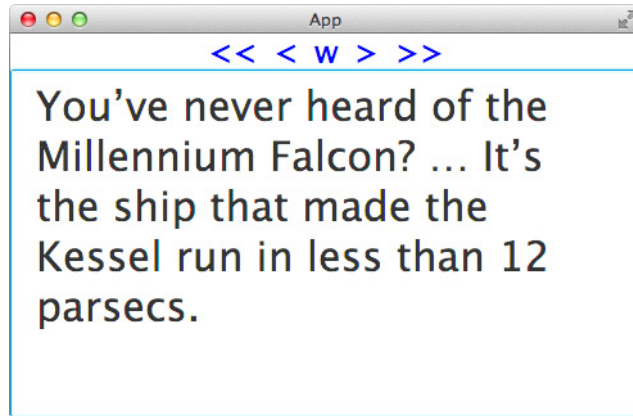 App
<< < w > >>
You’ve never heard of the
Millennium Falcon? … It’s
the ship that made the
Kessel run in less than 12
parsecs.